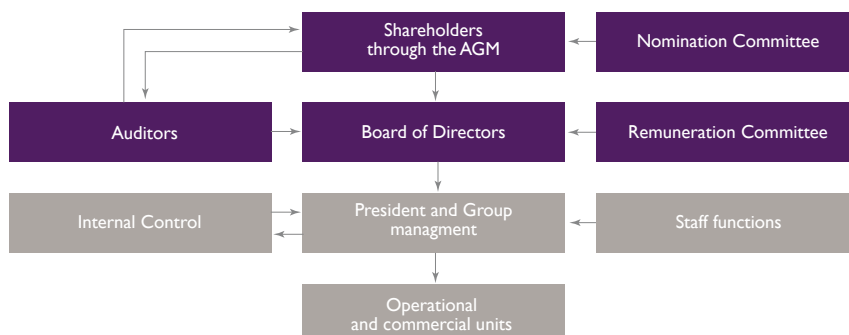 Shareholders
through the AGM
Nomination Committee
Auditors
Board of Directors
Remuneration Committee
Internal Control
President and Group
managment
Staff functions
Operational
and commercial units